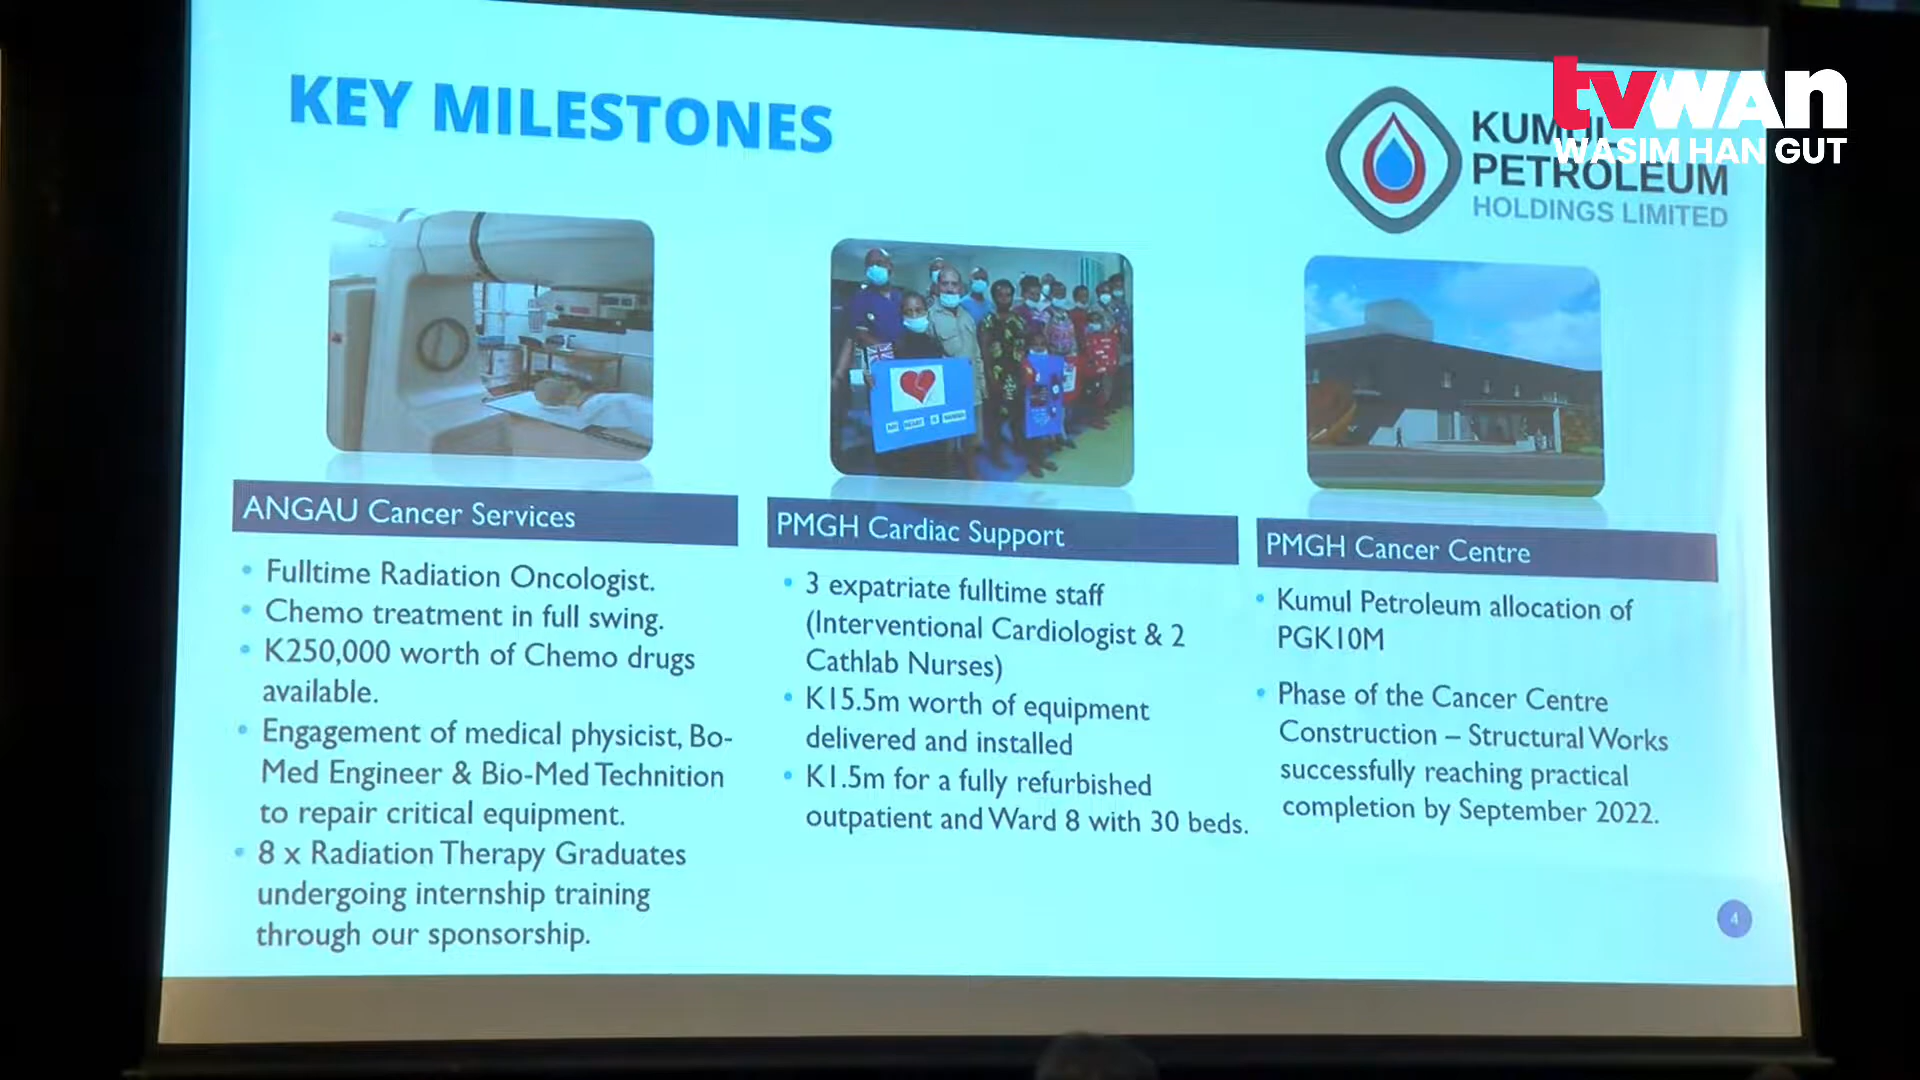 KEY MILESTONES
tvwan
WASIM HAN GUT
KUMUL
PETROLEUM
HOLDINGS LIMITED
ANGAU Cancer Services
• Fulltime Radiation Oncologist.
• Chemo treatment in full swing.
• K250,000 worth of Chemo drugs
available.
• Engagement of medical physicist, Bo-
Med Engineer & Bio-Med Technition
to repair critical equipment.
• 8 x Radiation Therapy Graduates
undergoing internship training
through our sponsorship.
PMGH Cardiac Support
• 3 expatriate fulltime staff
(Interventional Cardiologist & 2
Cathlab Nurses)
• K15.5m worth of equipment
delivered and installed
• K1.5m for a fully refurbished
outpatient and Ward 8 with 30 beds.
PMGH Cancer Centre
• Kumul Petroleum allocation of
PGK10M
• Phase of the Cancer Centre
Construction – Structural Works
successfully reaching practical
completion by September 2022.
4